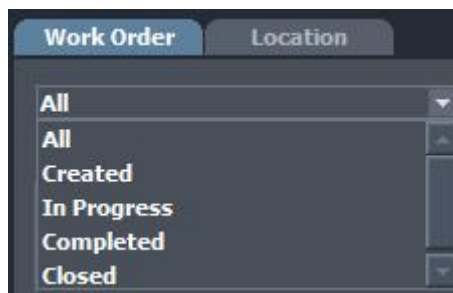 Work Order Location
All
All
Created
In Progress
Completed
Closed